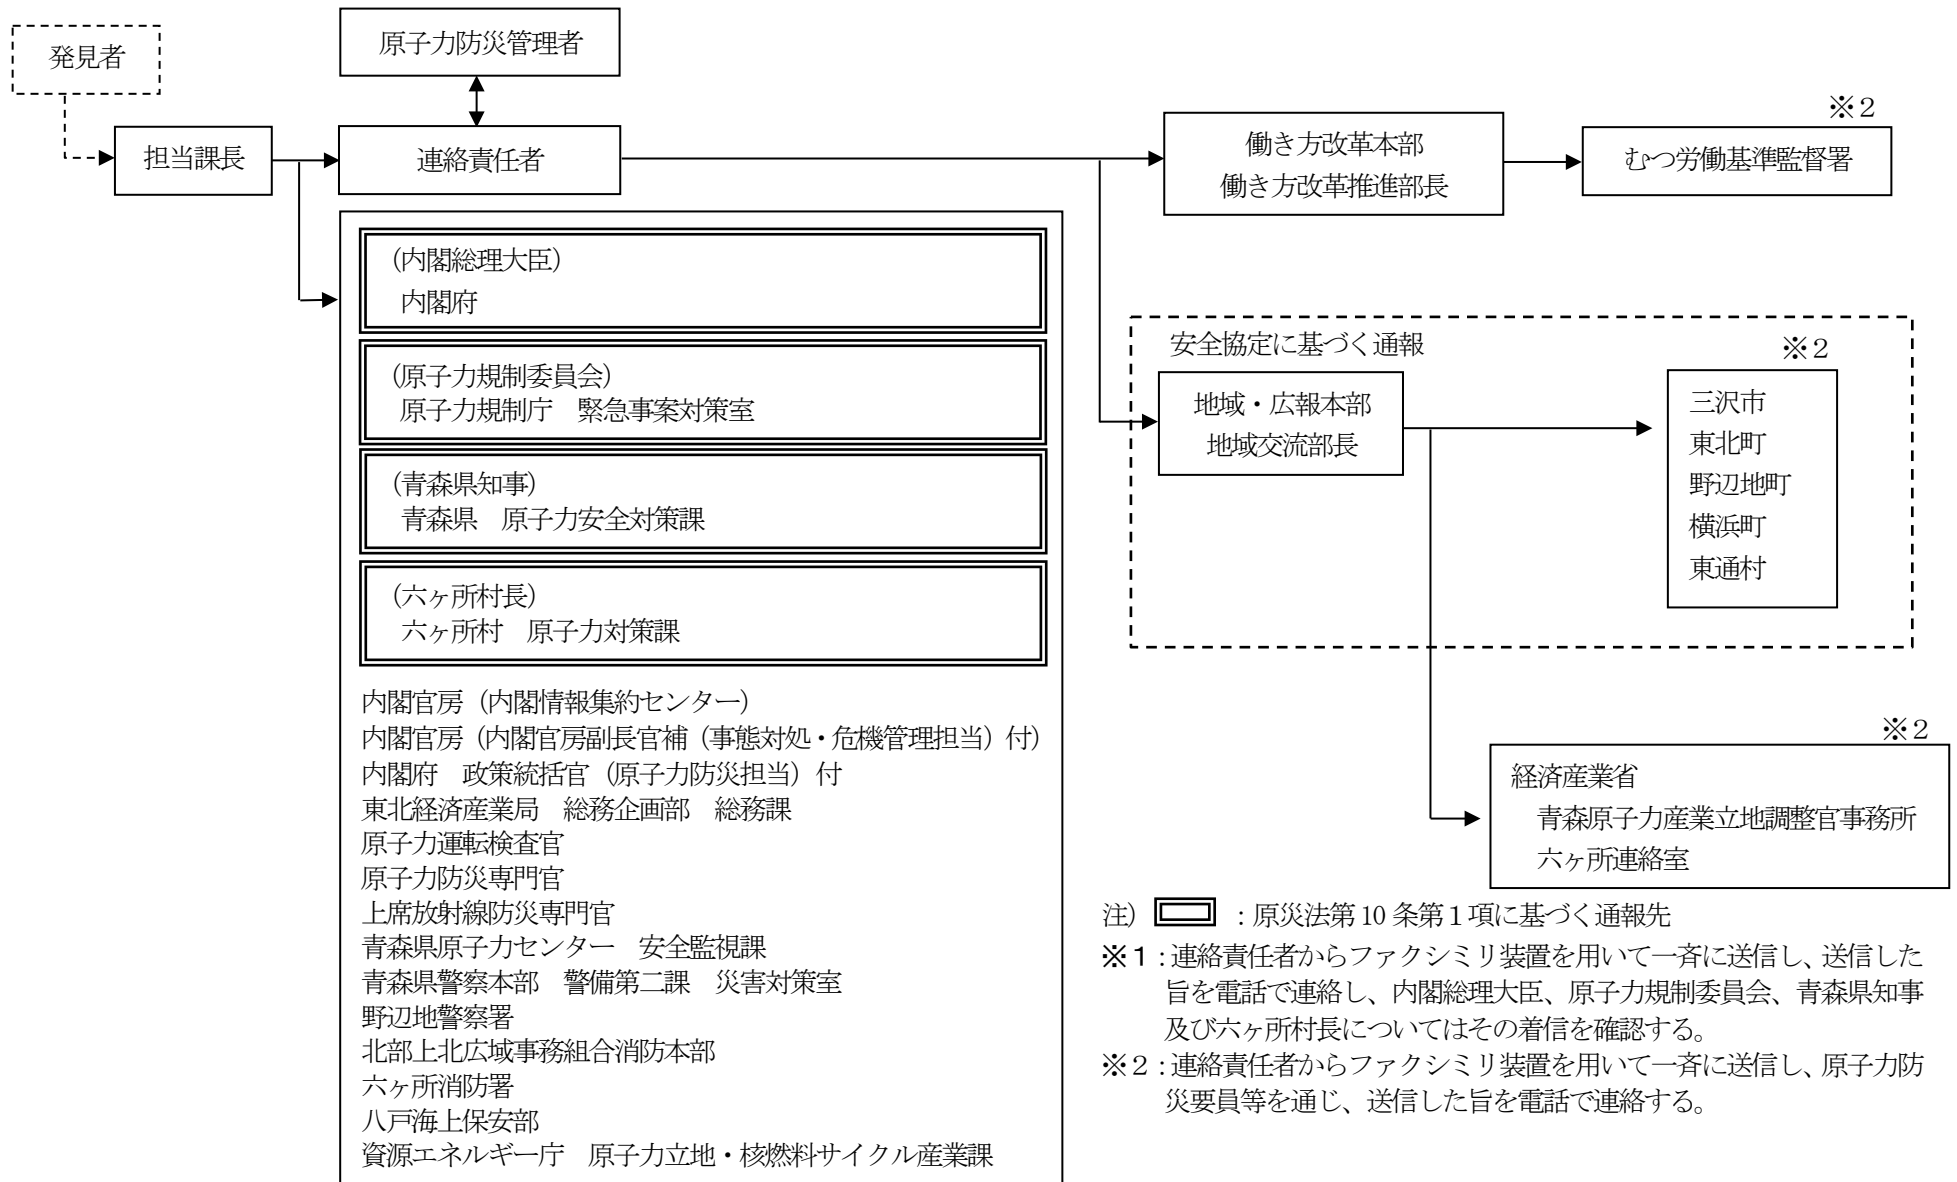 発見者
原子力防災管理者
担当課長
連絡責任者
働き方改革本部
働き方改革推進部長
※2
むつ労働基準監督署
(内閣総理大臣)
内閣府
(原子力規制委員会)
原子力規制庁　緊急事案対策室
(青森県知事)
青森県　原子力安全対策課
(六ヶ所村長)
六ヶ所村　原子力対策課
内閣官房（内閣情報集約センター）
内閣官房（内閣官房副長官補（事態対処・危機管理担当）付）
内閣府　政策統括官（原子力防災担当）付
東北経済産業局　総務企画部　総務課
原子力運転検査官
原子力防災専門官
上席放射線防災専門官
青森県原子力センター　安全監視課
青森県警察本部　警備第二課　災害対策室
野辺地警察署
北部上北広域事務組合消防本部
六ヶ所消防署
八戸海上保安部
資源エネルギー庁　原子力立地・核燃料サイクル産業課
安全協定に基づく通報
地域・広報本部
地域交流部長
※2
三沢市
東北町
野辺地町
横浜町
東通村
※2
経済産業省
青森原子力産業立地調整官事務所
六ヶ所連絡室
注）　：原災法第10条第1項に基づく通報先
※1：連絡責任者からファクシミリ装置を用いて一斉に送信し、送信した
旨を電話で連絡し、内閣総理大臣、原子力規制委員会、青森県知事
及び六ヶ所村長についてはその着信を確認する。
※2：連絡責任者からファクシミリ装置を用いて一斉に送信し、原子力防
災要員等を通じ、送信した旨を電話で連絡する。